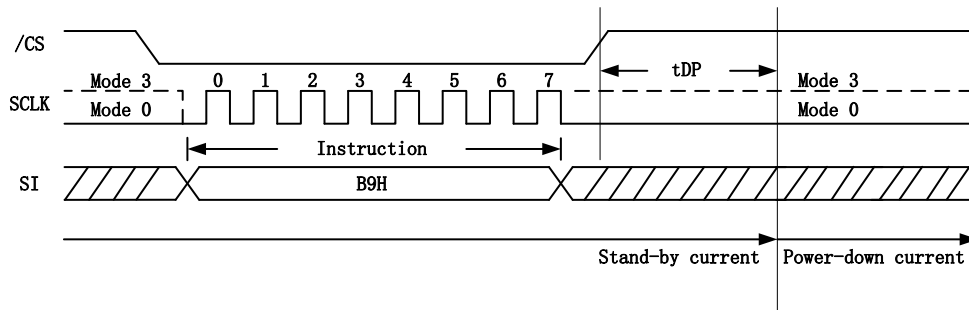 /CS
tDP
Mode 3 0 1 2 3 4 5 6 7 Mode 3
SCLK
Mode 0 Mode 0
Instruction
SI B9H
Stand-by current Power-down current